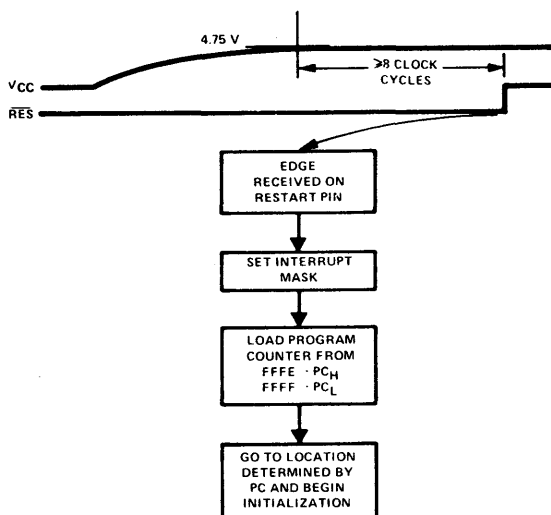 4.75 V
≥8 CLOCK
CYCLES
VCC
RES
EDGE
RECEIVED ON
RESTART PIN
SET INTERRUPT
MASK
LOAD PROGRAM
COUNTER FROM
FFFE · PCH
FFFF · PCL
GO TO LOCATION
DETERMINED BY
PC AND BEGIN
INITIALIZATION